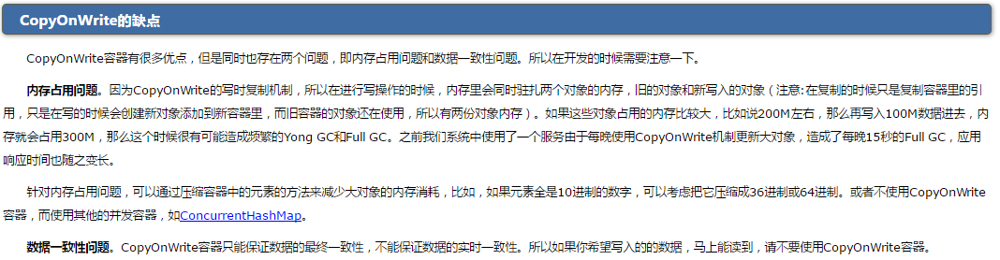 CopyOnWrite的缺点
CopyOnWrite容器有很多优点，但是同时也存在两个问题，即内存占用问题和数据一致性问题。所以在开发的时候需要注意一下。
内存占用问题。因为CopyOnWrite的写时复制机制，所以在进行写操作的时候，内存里会同时驻扎两个对象的内存，旧的对象和新写入的对象（注意:在复制的时候只是复制容器里的引
用，只是在写的时候会创建新对象添加到新容器里，而旧容器的对象还在使用，所以有两份对象内存）。如果这些对象占用的内存比较大，比如说200M左右，那么再写入100M数据进去，内
存就会占用300M，那么这个时候很有可能造成频繁的Yong GC和Full GC。之前我们系统中使用了一个服务由于每晚使用CopyOnWrite机制更新大对象，造成了每晚15秒的Full GC，应用
响应时间也随之变长。
针对内存占用问题，可以通过压缩容器中的元素的方法来减少大对象的内存消耗，比如，如果元素全是10进制的数字，可以考虑把它压缩成36进制或64进制。或者不使用CopyOnWrite
容器，而使用其他的并发容器，如ConcurrentHashMap。
数据一致性问题。CopyOnWrite容器只能保证数据的最终一致性，不能保证数据的实时一致性。所以如果你希望写入的的数据，马上能读到，请不要使用CopyOnWrite容器。